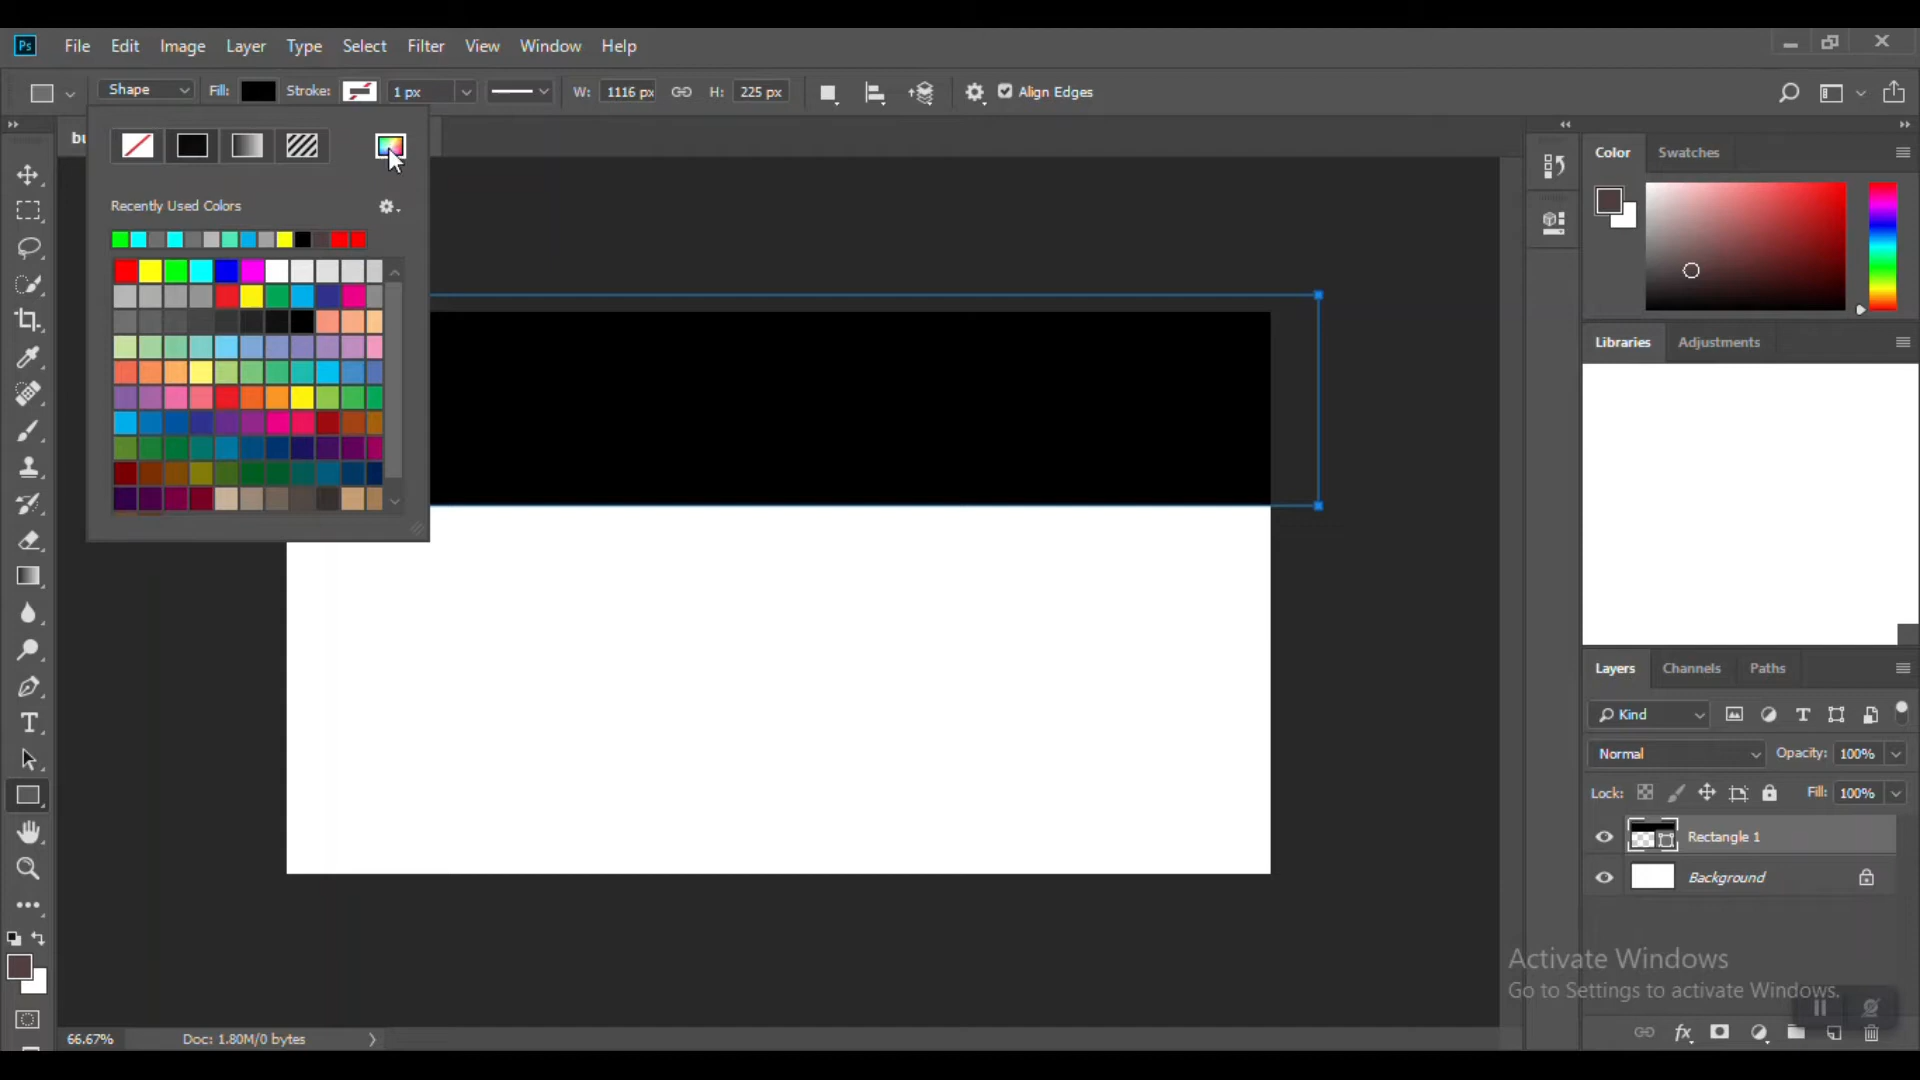 Ps File Edit Image Layer Type Select Filter View Window Help
Shape Fill: Stroke: 1 px W: 1116 px H: 225 px Align Edges
Recently Used Colors
Color Swatches
Libraries Adjustments
Layers Channels Paths
Kind
Normal Opacity: 100%
Lock: Fill: 100%
Rectangle 1
Background
Activate Windows
Go to Settings to activate Windows.
66.67% Doc: 1.80M/0 bytes